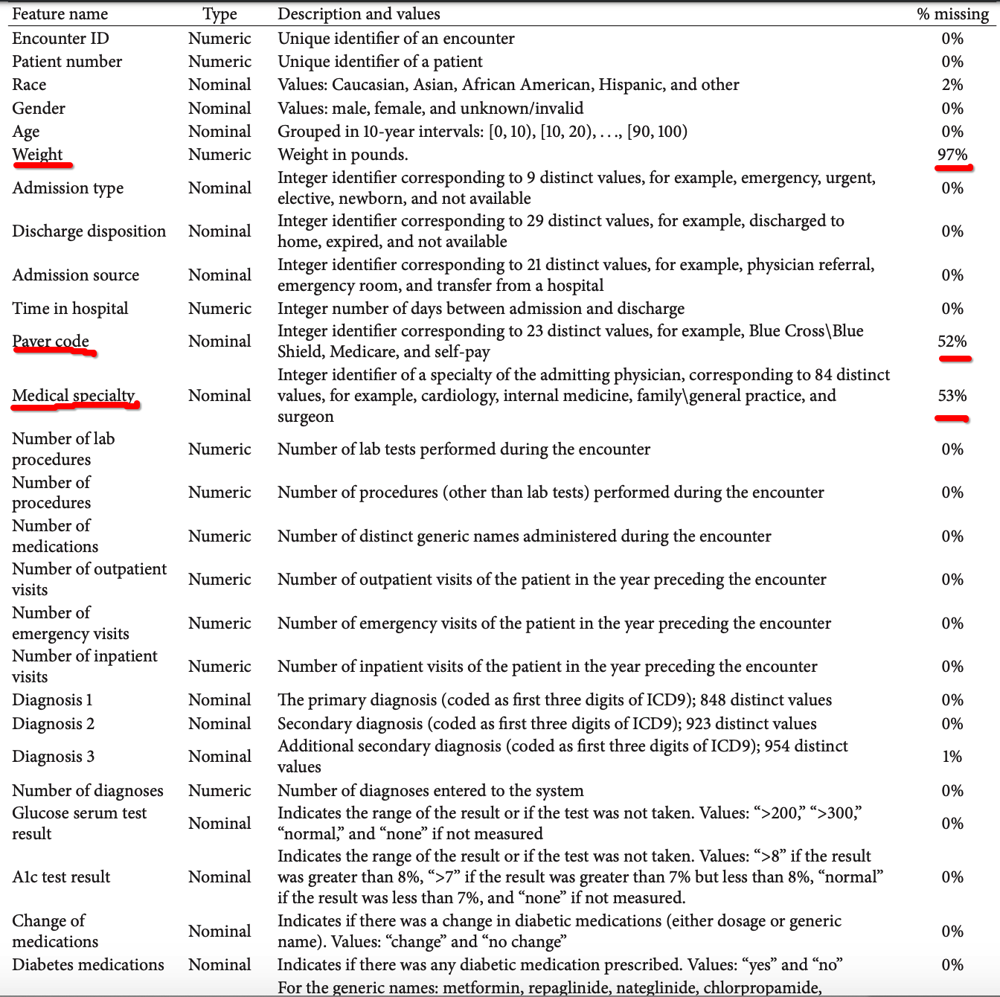 Feature name Type Description and values % missing
Encounter ID Numeric Unique identifier of an encounter 0%
Patient number Numeric Unique identifier of a patient 0%
Race Nominal Values: Caucasian, Asian, African American, Hispanic, and other 2%
Gender Nominal Values: male, female, and unknown/invalid 0%
Age Nominal Grouped in 10-year intervals: [0, 10), [10, 20), . . ., [90, 100) 0%
Weight Numeric Weight in pounds. 97%
Admission type Nominal Integer identifier corresponding to 9 distinct values, for example, emergency, urgent,
elective, newborn, and not available 0%
Discharge disposition Nominal Integer identifier corresponding to 29 distinct values, for example, discharged to
home, expired, and not available 0%
Admission source Nominal Integer identifier corresponding to 21 distinct values, for example, physician referral,
emergency room, and transfer from a hospital 0%
Time in hospital Numeric Integer number of days between admission and discharge 0%
Payer code Nominal Integer identifier corresponding to 23 distinct values, for example, Blue Cross\Blue
Shield, Medicare, and self-pay 52%
Medical specialty Nominal Integer identifier of a specialty of the admitting physician, corresponding to 84 distinct
values, for example, cardiology, internal medicine, family\general practice, and 53%
surgeon
Number of lab
procedures Numeric Number of lab tests performed during the encounter 0%
Number of
procedures Numeric Number of procedures (other than lab tests) performed during the encounter 0%
Number of
medications Numeric Number of distinct generic names administered during the encounter 0%
Number of outpatient
visits Numeric Number of outpatient visits of the patient in the year preceding the encounter 0%
Number of
emergency visits Numeric Number of emergency visits of the patient in the year preceding the encounter 0%
Number of inpatient
visits Numeric Number of inpatient visits of the patient in the year preceding the encounter 0%
Diagnosis 1 Nominal The primary diagnosis (coded as first three digits of ICD9); 848 distinct values 0%
Diagnosis 2 Nominal Secondary diagnosis (coded as first three digits of ICD9); 923 distinct values 0%
Diagnosis 3 Nominal Additional secondary diagnosis (coded as first three digits of ICD9); 954 distinct
values 1%
Number of diagnoses Numeric Number of diagnoses entered to the system 0%
Glucose serum test
result Nominal Indicates the range of the result or if the test was not taken. Values: “>200,” “>300,”
“normal,” and “none” if not measured 0%
A1c test result Nominal Indicates the range of the result or if the test was not taken. Values: “>8” if the result
was greater than 8%, “>7” if the result was greater than 7% but less than 8%, “normal” 0%
if the result was less than 7%, and “none” if not measured.
Change of
medications Nominal Indicates if there was a change in diabetic medications (either dosage or generic
name). Values: “change” and “no change” 0%
Diabetes medications Nominal Indicates if there was any diabetic medication prescribed. Values: “yes” and “no” 0%
For the generic names: metformin, repaglinide, nateglinide, chlorpropamide,